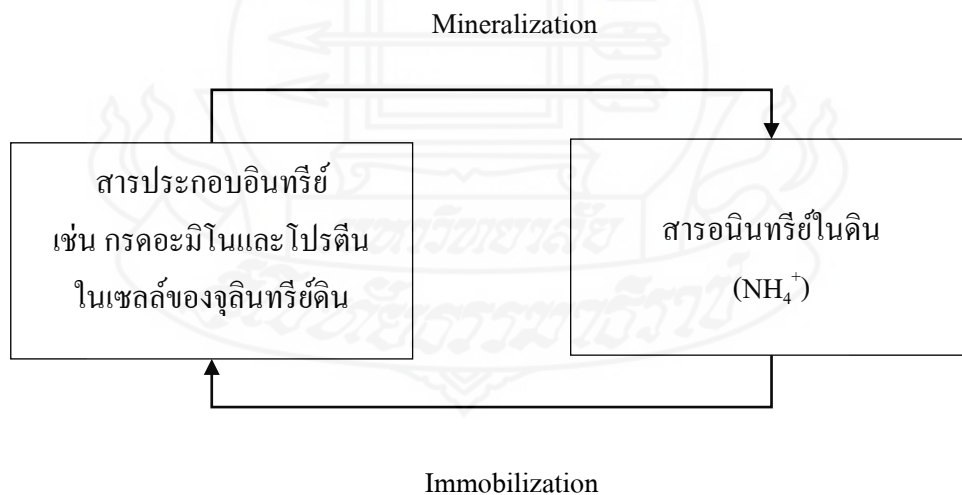 Mineralization
สารประกอบอินทรีย์
เช่น กรดอะมิโนและโปรตีน
ในเซลล์ของจุลินทรีย์ดิน
สารอนินทรีย์ในดิน
(NH₄⁺)
Immobilization